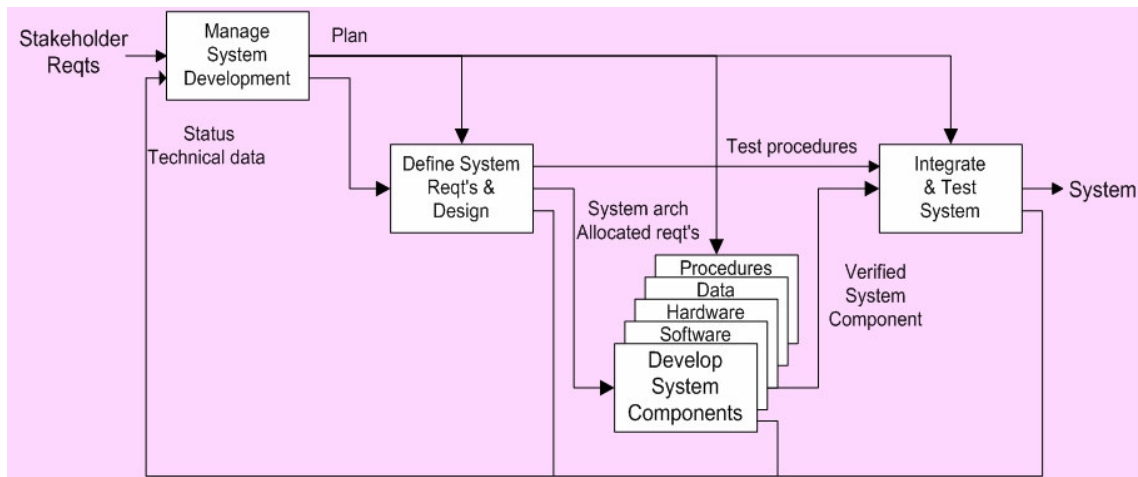 Stakeholder
Reqts
Manage
System
Development
Plan
Status
Technical data
Define System
Reqt's &
Design
Test procedures
Integrate
& Test
System
System
System arch
Allocated reqt's
Procedures
Data
Hardware
Software
Develop
System
Components
Verified
System
Component